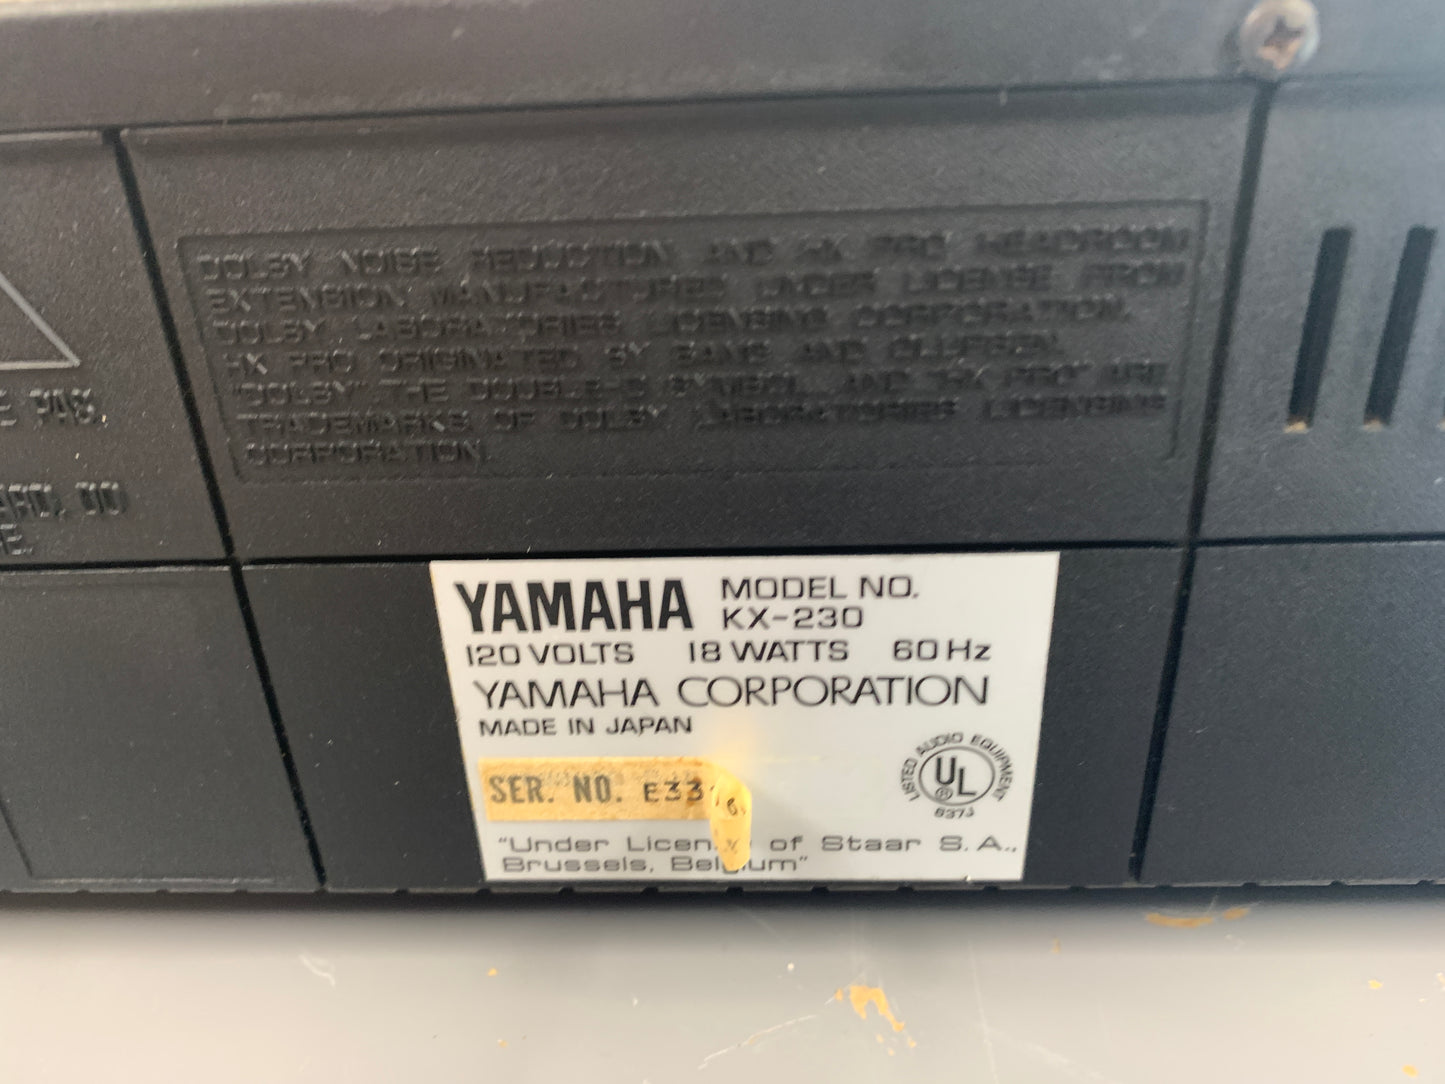 DOLBY NOISE REDUCTION AND HX PRO HEADROOM
EXTENSION MANUFACTURED UNDER LICENSE FROM
DOLBY LABORATORIES LICENSING CORPORATION.
HX PRO ORIGINATED BY BANG AND OLUFSEN.
"DOLBY", THE DOUBLE-D SYMBOL, AND "HX PRO" ARE
TRADEMARKS OF DOLBY LABORATORIES LICENSING
CORPORATION.
YAMAHA MODEL NO.
KX-230
120 VOLTS 18 WATTS 60 Hz
YAMAHA CORPORATION
MADE IN JAPAN
SER. NO.
LISTED AUDIO EQUIPMENT
UL
837J
"Under of Staar S.A.,
Brussels, Belgium"